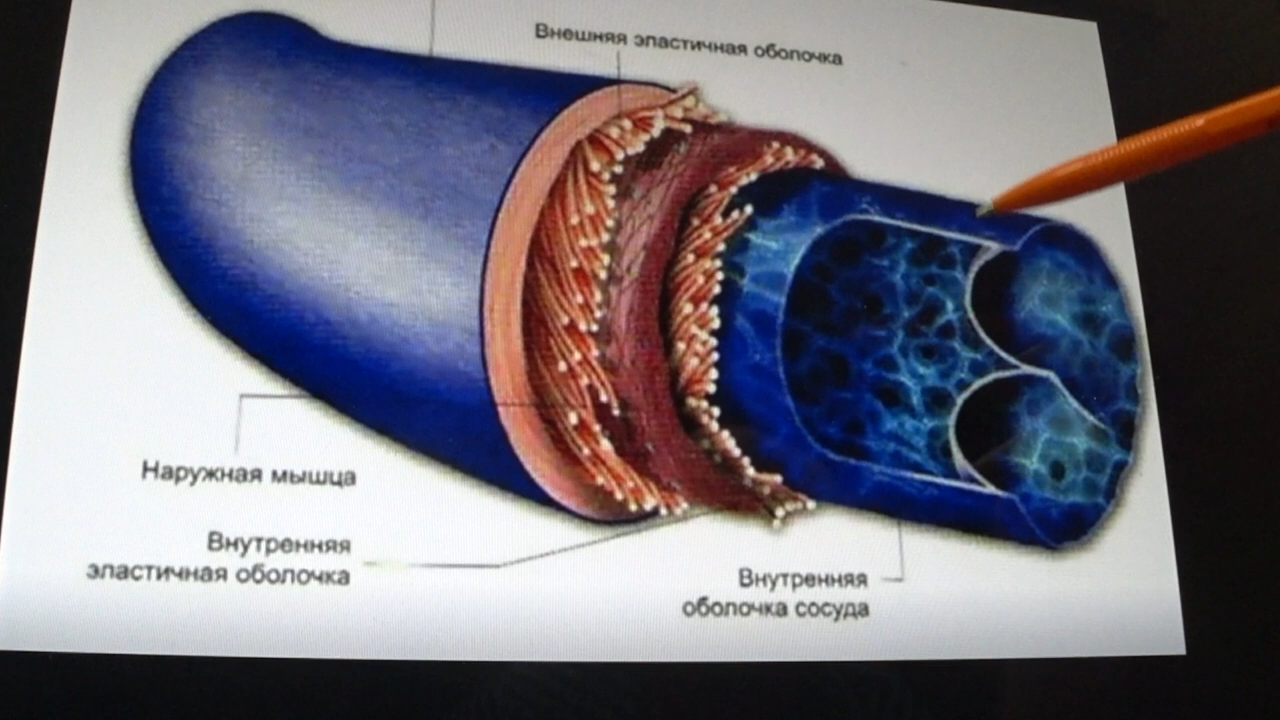 Внешняя эластичная оболочка
Наружная мышца
Внутренняя
эластичная оболочка
Внутренняя
оболочка сосуда